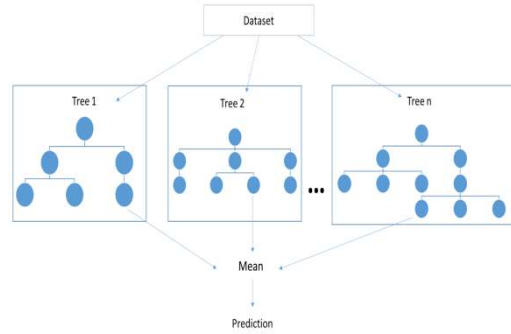 Dataset
Tree 1
Tree 2
Tree n
...
Mean
Prediction